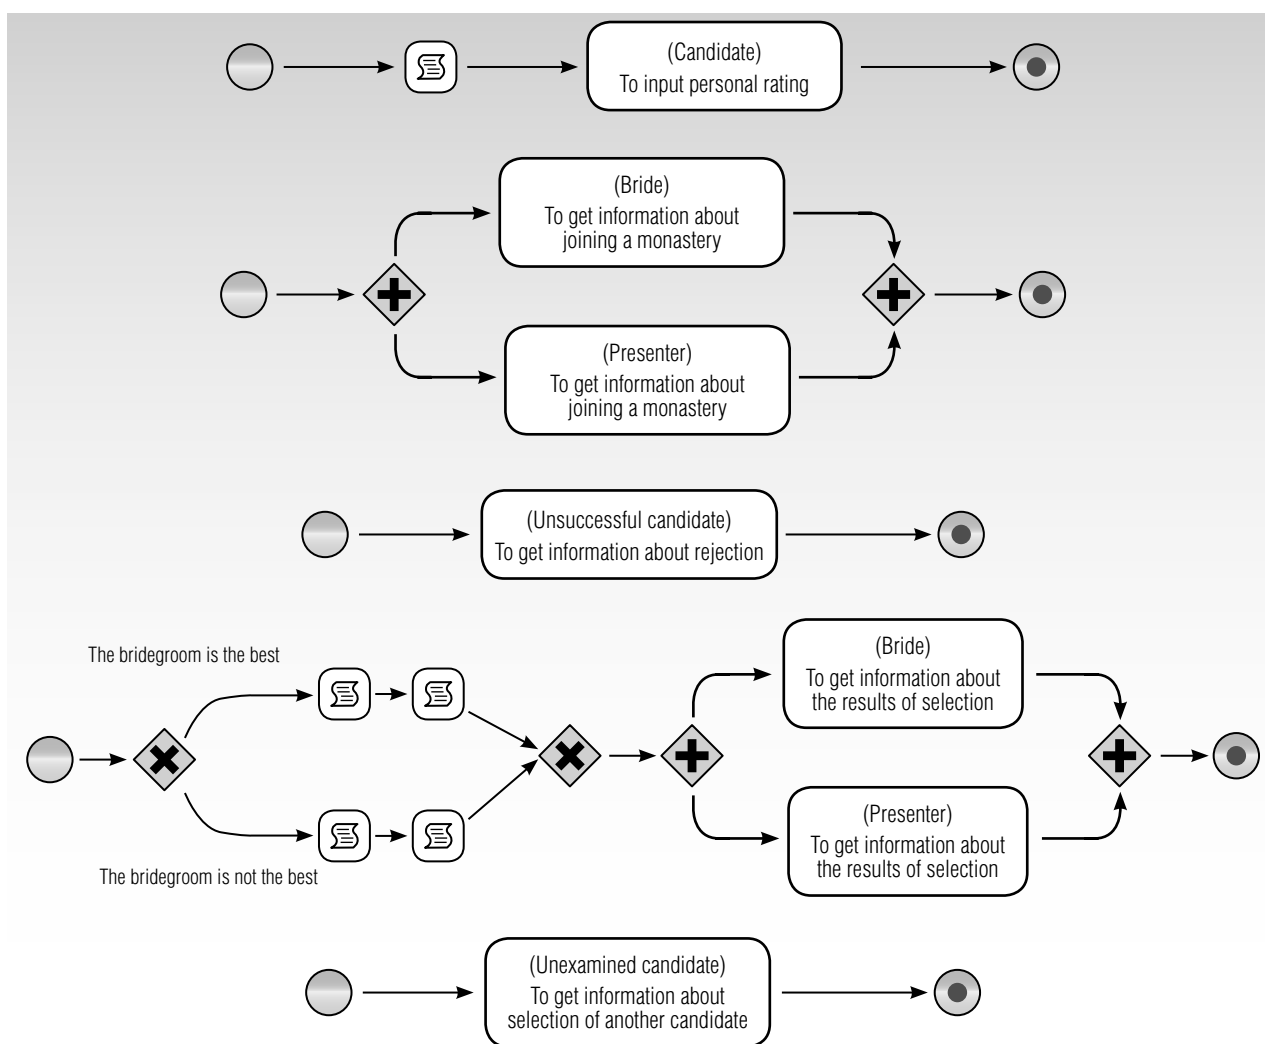 (Candidate)
To input personal rating
(Bride)
To get information about
joining a monastery
(Presenter)
To get information about
joining a monastery
(Unsuccessful candidate)
To get information about rejection
The bridegroom is the best
The bridegroom is not the best
(Bride)
To get information about
the results of selection
(Presenter)
To get information about
the results of selection
(Unexamined candidate)
To get information about
selection of another candidate